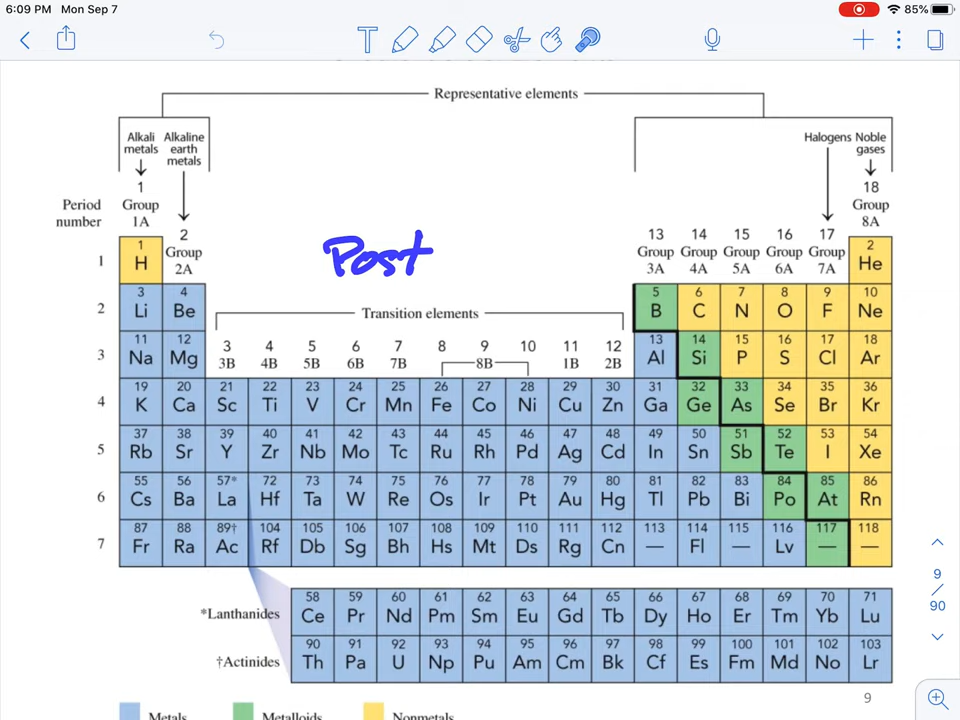 6:09 PM Mon Sep 7
85%
Representative elements
Alkali metals
Alkaline earth metals
Halogens
Noble gases
Period number
1 Group 1A
2 Group 2A
13 Group 3A
14 Group 4A
15 Group 5A
16 Group 6A
17 Group 7A
18 Group 8A
Post
Transition elements
3 4 5 6 7 8 9 10 11 12
3B 4B 5B 6B 7B 8B 1B 2B
1 1 H 2 He
2 3 Li 4 Be 5 B 6 C 7 N 8 O 9 F 10 Ne
3 11 Na 12 Mg 13 Al 14 Si 15 P 16 S 17 Cl 18 Ar
4 19 K 20 Ca 21 Sc 22 Ti 23 V 24 Cr 25 Mn 26 Fe 27 Co 28 Ni 29 Cu 30 Zn 31 Ga 32 Ge 33 As 34 Se 35 Br 36 Kr
5 37 Rb 38 Sr 39 Y 40 Zr 41 Nb 42 Mo 43 Tc 44 Ru 45 Rh 46 Pd 47 Ag 48 Cd 49 In 50 Sn 51 Sb 52 Te 53 I 54 Xe
6 55 Cs 56 Ba 57* La 72 Hf 73 Ta 74 W 75 Re 76 Os 77 Ir 78 Pt 79 Au 80 Hg 81 Tl 82 Pb 83 Bi 84 Po 85 At 86 Rn
7 87 Fr 88 Ra 89† Ac 104 Rf 105 Db 106 Sg 107 Bh 108 Hs 109 Mt 110 Ds 111 Rg 112 Cn 113 — 114 Fl 115 — 116 Lv 117 — 118 —
*Lanthanides 58 Ce 59 Pr 60 Nd 61 Pm 62 Sm 63 Eu 64 Gd 65 Tb 66 Dy 67 Ho 68 Er 69 Tm 70 Yb 71 Lu
†Actinides 90 Th 91 Pa 92 U 93 Np 94 Pu 95 Am 96 Cm 97 Bk 98 Cf 99 Es 100 Fm 101 Md 102 No 103 Lr
9 / 90
9
Metals Metalloids Nonmetals